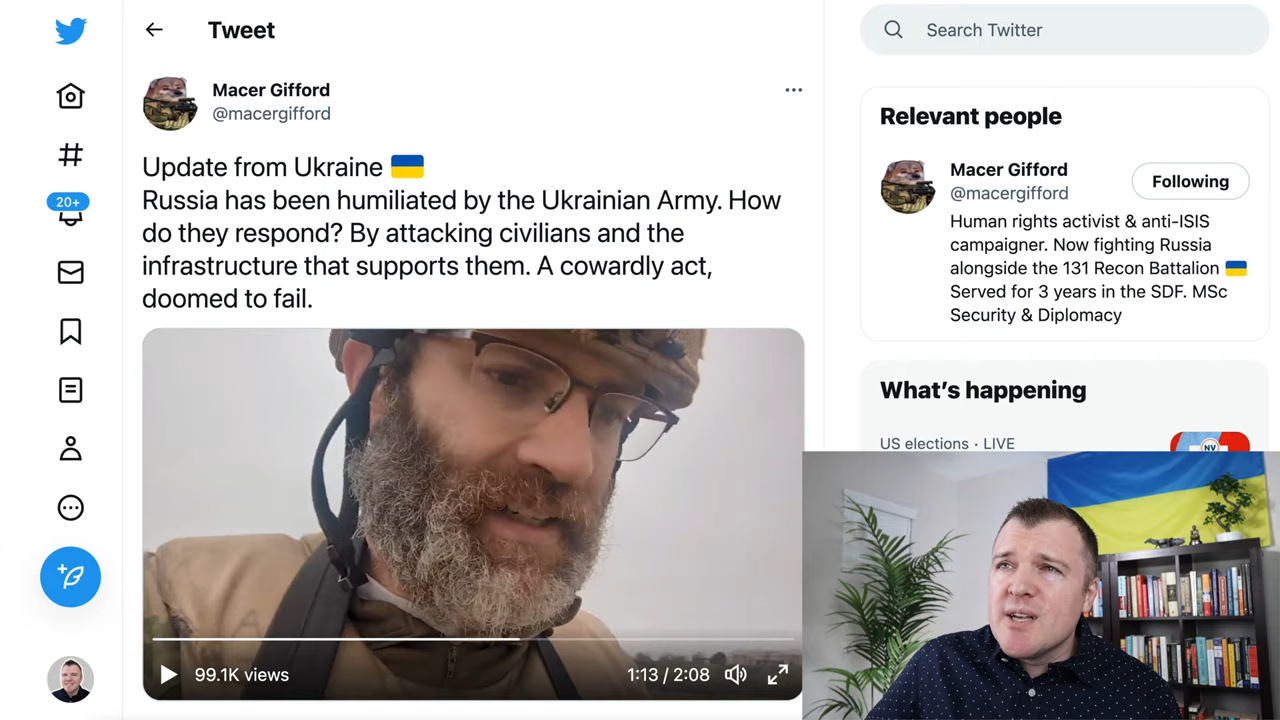 Tweet
Search Twitter
Macer Gifford
@macergifford
Update from Ukraine 🇺🇦
Russia has been humiliated by the Ukrainian Army. How
do they respond? By attacking civilians and the
infrastructure that supports them. A cowardly act,
doomed to fail.
20+
99.1K views
1:13 / 2:08
Relevant people
Macer Gifford
@macergifford
Following
Human rights activist & anti-ISIS
campaigner. Now fighting Russia
alongside the 131 Recon Battalion 🇺🇦
Served for 3 years in the SDF. MSc
Security & Diplomacy
What's happening
US elections · LIVE
NV